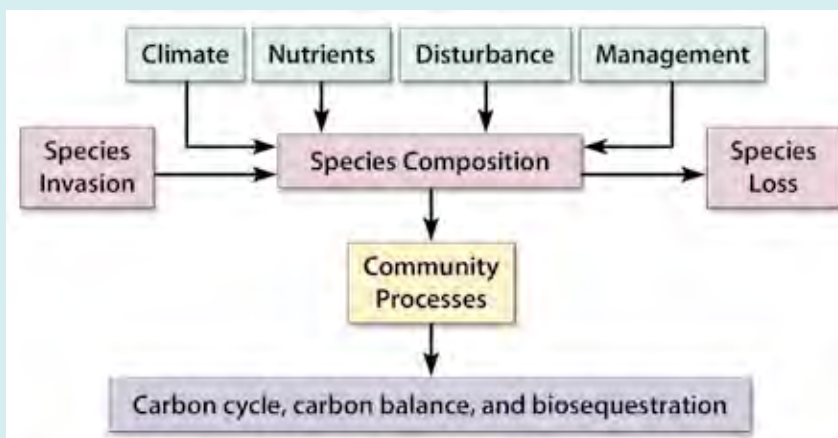 Climate
Nutrients
Disturbance
Management
Species
Invasion
Species Composition
Species
Loss
Community
Processes
Carbon cycle, carbon balance, and biosequestration